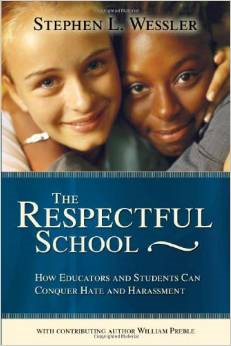 STEPHEN L. WESSLER
THE
RESPECTFUL
SCHOOL
HOW EDUCATORS AND STUDENTS CAN
CONQUER HATE AND HARASSMENT
WITH CONTRIBUTING AUTHOR WILLIAM PREBLE